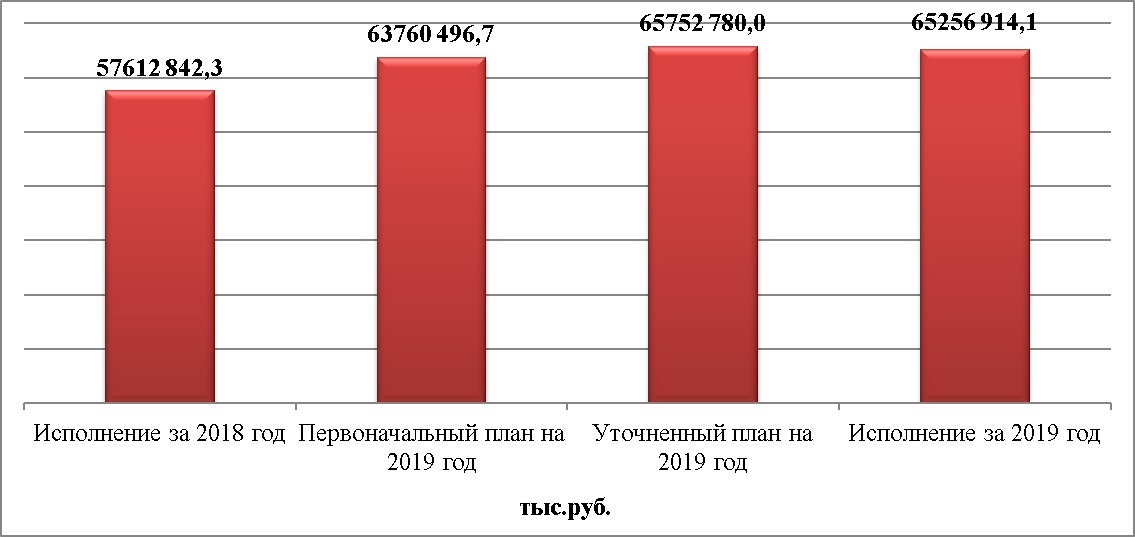 57612 842,3
63760 496,7
65752 780,0
65256 914,1
Исполнение за 2018 год
Первоначальный план на
2019 год
Уточненный план на
2019 год
Исполнение за 2019 год
тыс.руб.